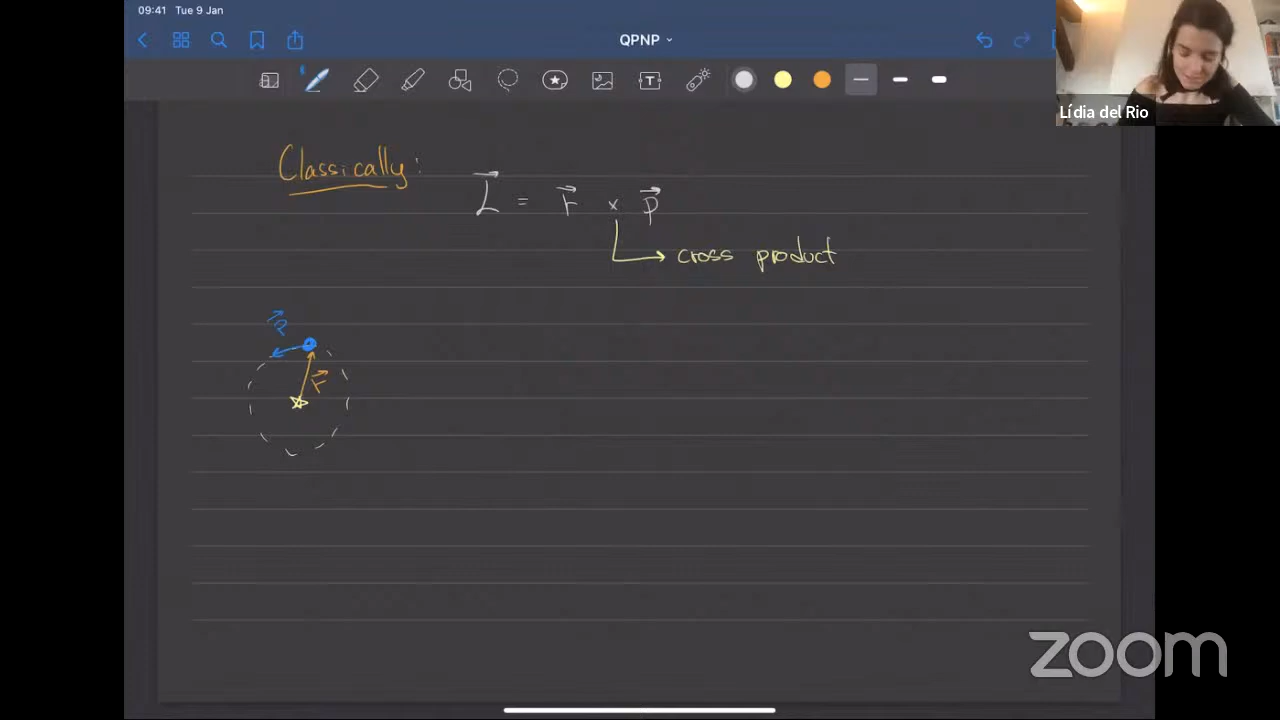 09:41 Tue 9 Jan
QPNP
T
Lídia del Rio
Classically:
L⃗ = r⃗ × p⃗
cross product
p⃗
r⃗
zoom